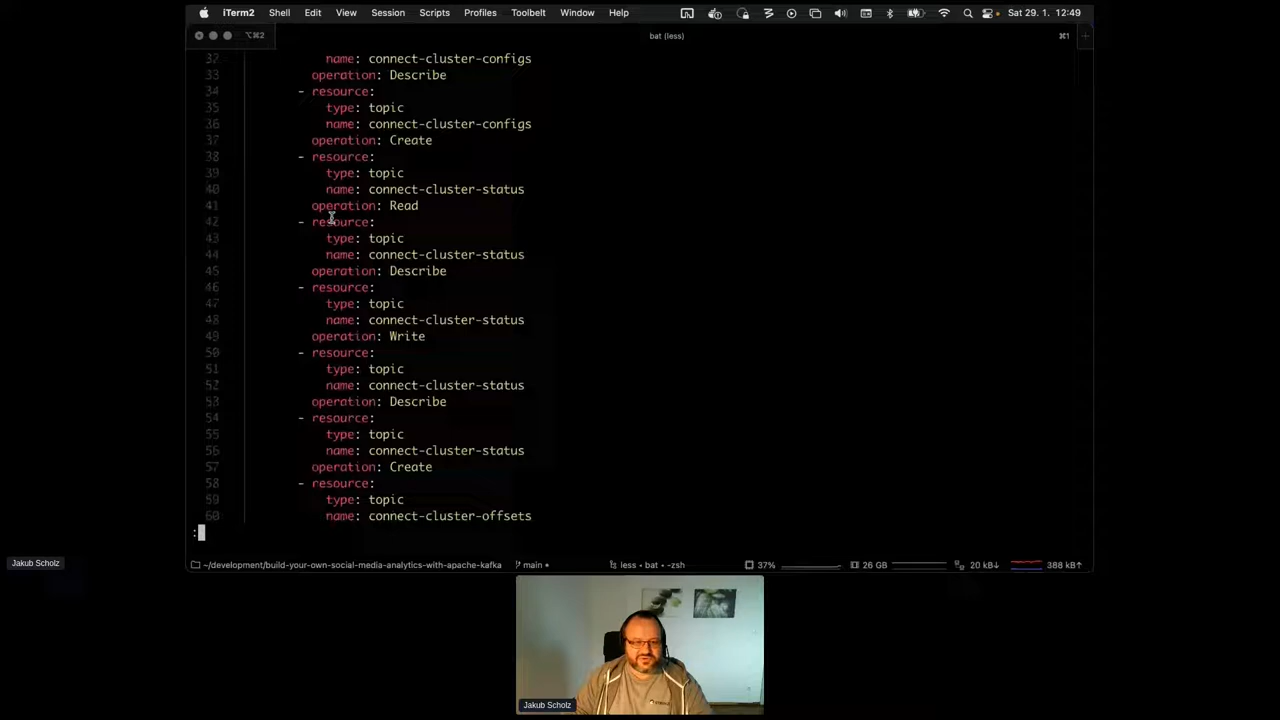 iTerm2 Shell Edit View Session Scripts Profiles Toolbelt Window Help Sat 29. 1. 12:49
⌥⌘2 bat (less) ⌘1
32 name: connect-cluster-configs
33 operation: Describe
34 - resource:
35 type: topic
36 name: connect-cluster-configs
37 operation: Create
38 - resource:
39 type: topic
40 name: connect-cluster-status
41 operation: Read
42 - resource:
43 type: topic
44 name: connect-cluster-status
45 operation: Describe
46 - resource:
47 type: topic
48 name: connect-cluster-status
49 operation: Write
50 - resource:
51 type: topic
52 name: connect-cluster-status
53 operation: Describe
54 - resource:
55 type: topic
56 name: connect-cluster-status
57 operation: Create
58 - resource:
59 type: topic
60 name: connect-cluster-offsets
:
~/development/build-your-own-social-media-analytics-with-apache-kafka main • less • bat • -zsh 37% 26 GB 20 kB↓ 388 kB↑
Jakub Scholz
Jakub Scholz